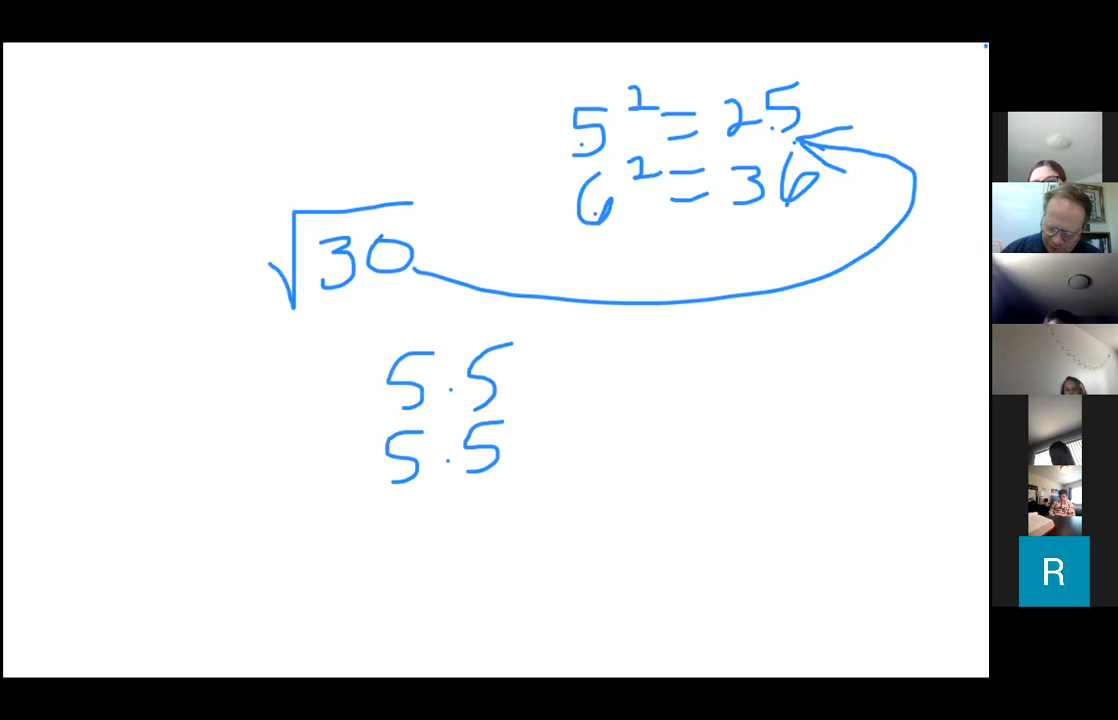 5² = 25
6² = 36
√30
5.5
5.5
R